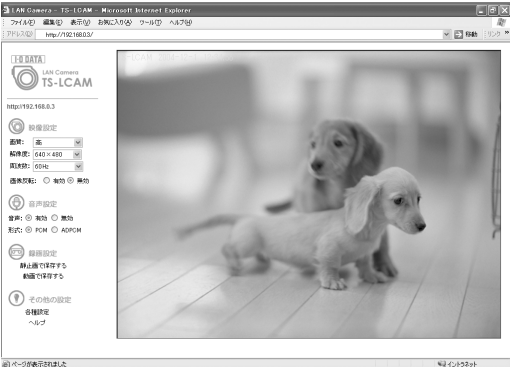 LAN Camera - TS-LCAM - Microsoft Internet Explorer
ファイル(F) 編集(E) 表示(V) お気に入り(A) ツール(T) ヘルプ(H)
アドレス(D) http://192.168.0.3/ 移動 リンク »
I-O DATA
LAN Camera
TS-LCAM
http://192.168.0.3
映像設定
画質: 高
解像度: 640×480
周波数: 60Hz
画像反転: 有効 無効
音声設定
音声: 有効 無効
形式: PCM ADPCM
録画設定
静止画で保存する
動画で保存する
その他の設定
各種設定
ヘルプ
ページが表示されました イントラネット